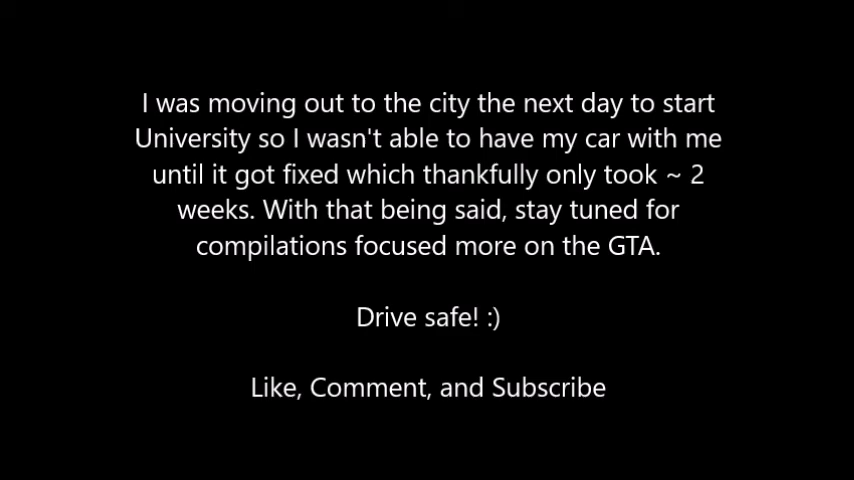 I was moving out to the city the next day to start
University so I wasn't able to have my car with me
until it got fixed which thankfully only took ~ 2
weeks. With that being said, stay tuned for
compilations focused more on the GTA.
Drive safe! :)
Like, Comment, and Subscribe